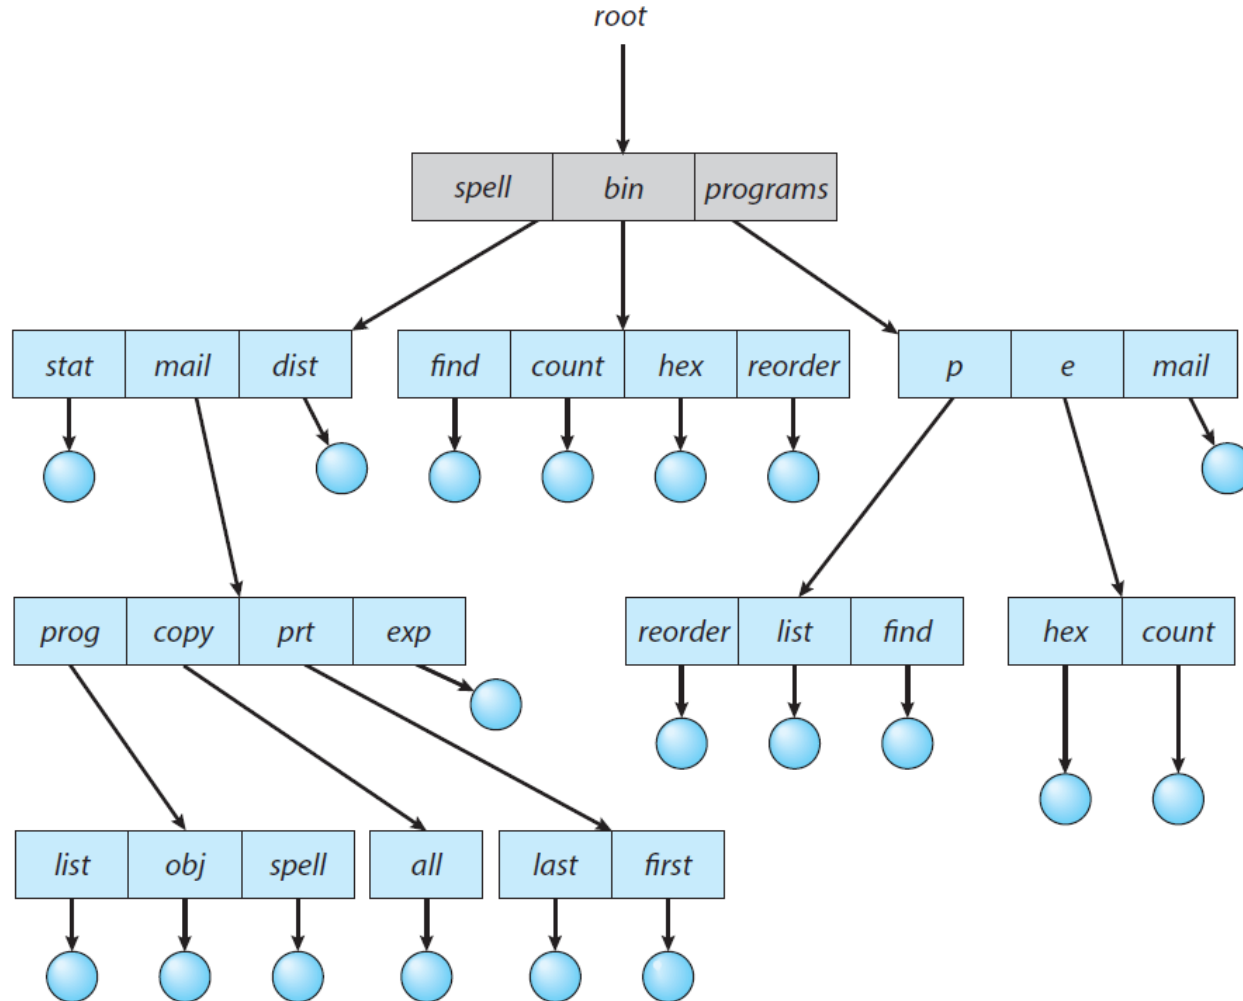 root
spell bin programs
stat mail dist find count hex reorder p e mail
prog copy prt exp reorder list find hex count
list obj spell all last first